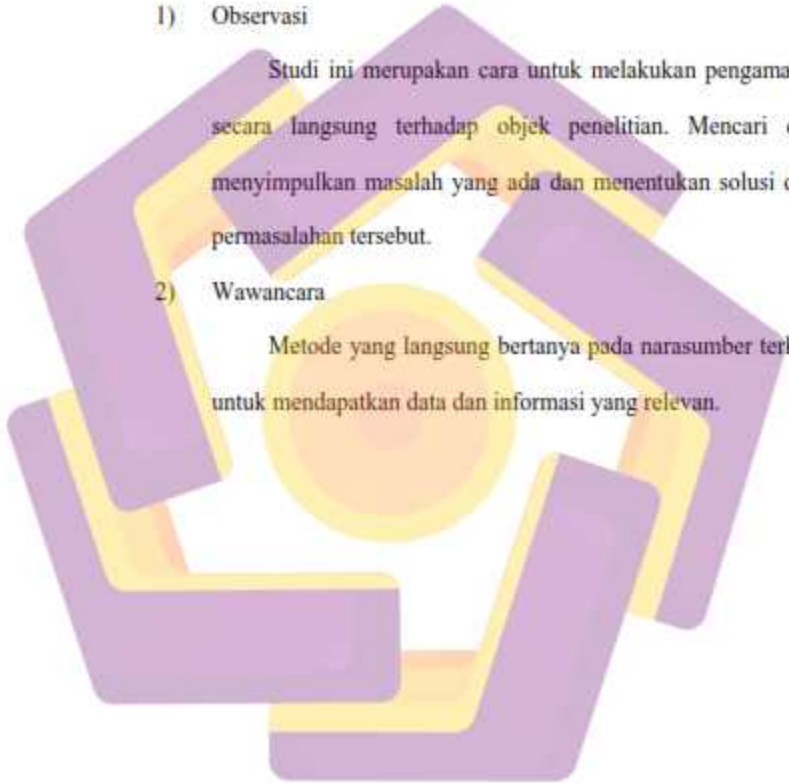 1) Observasi
Studi ini merupakan cara untuk melakukan pengama
secara langsung terhadap objek penelitian. Mencari
menyimpulkan masalah yang ada dan menentukan solusi
permasalahan tersebut.
2) Wawancara
Metode yang langsung bertanya pada narasumber
untuk mendapatkan data dan informasi yang relevan.